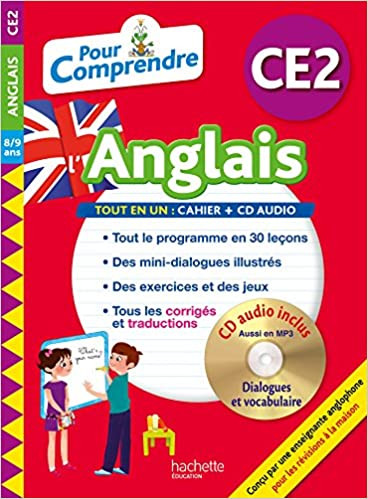 CE2
ANGLAIS
8/9
ans
Pour
Comprendre
CE2
l'Anglais
TOUT EN UN : CAHIER + CD AUDIO
• Tout le programme en 30 leçons
• Des mini-dialogues illustrés
• Des exercices et des jeux
• Tous les corrigés
et traductions
CD audio inclus
Aussi en MP3
Dialogues et
vocabulaire
What's
your name?
Conçu par une enseignante anglophone
pour les révisions à la maison
hachette
ÉDUCATION